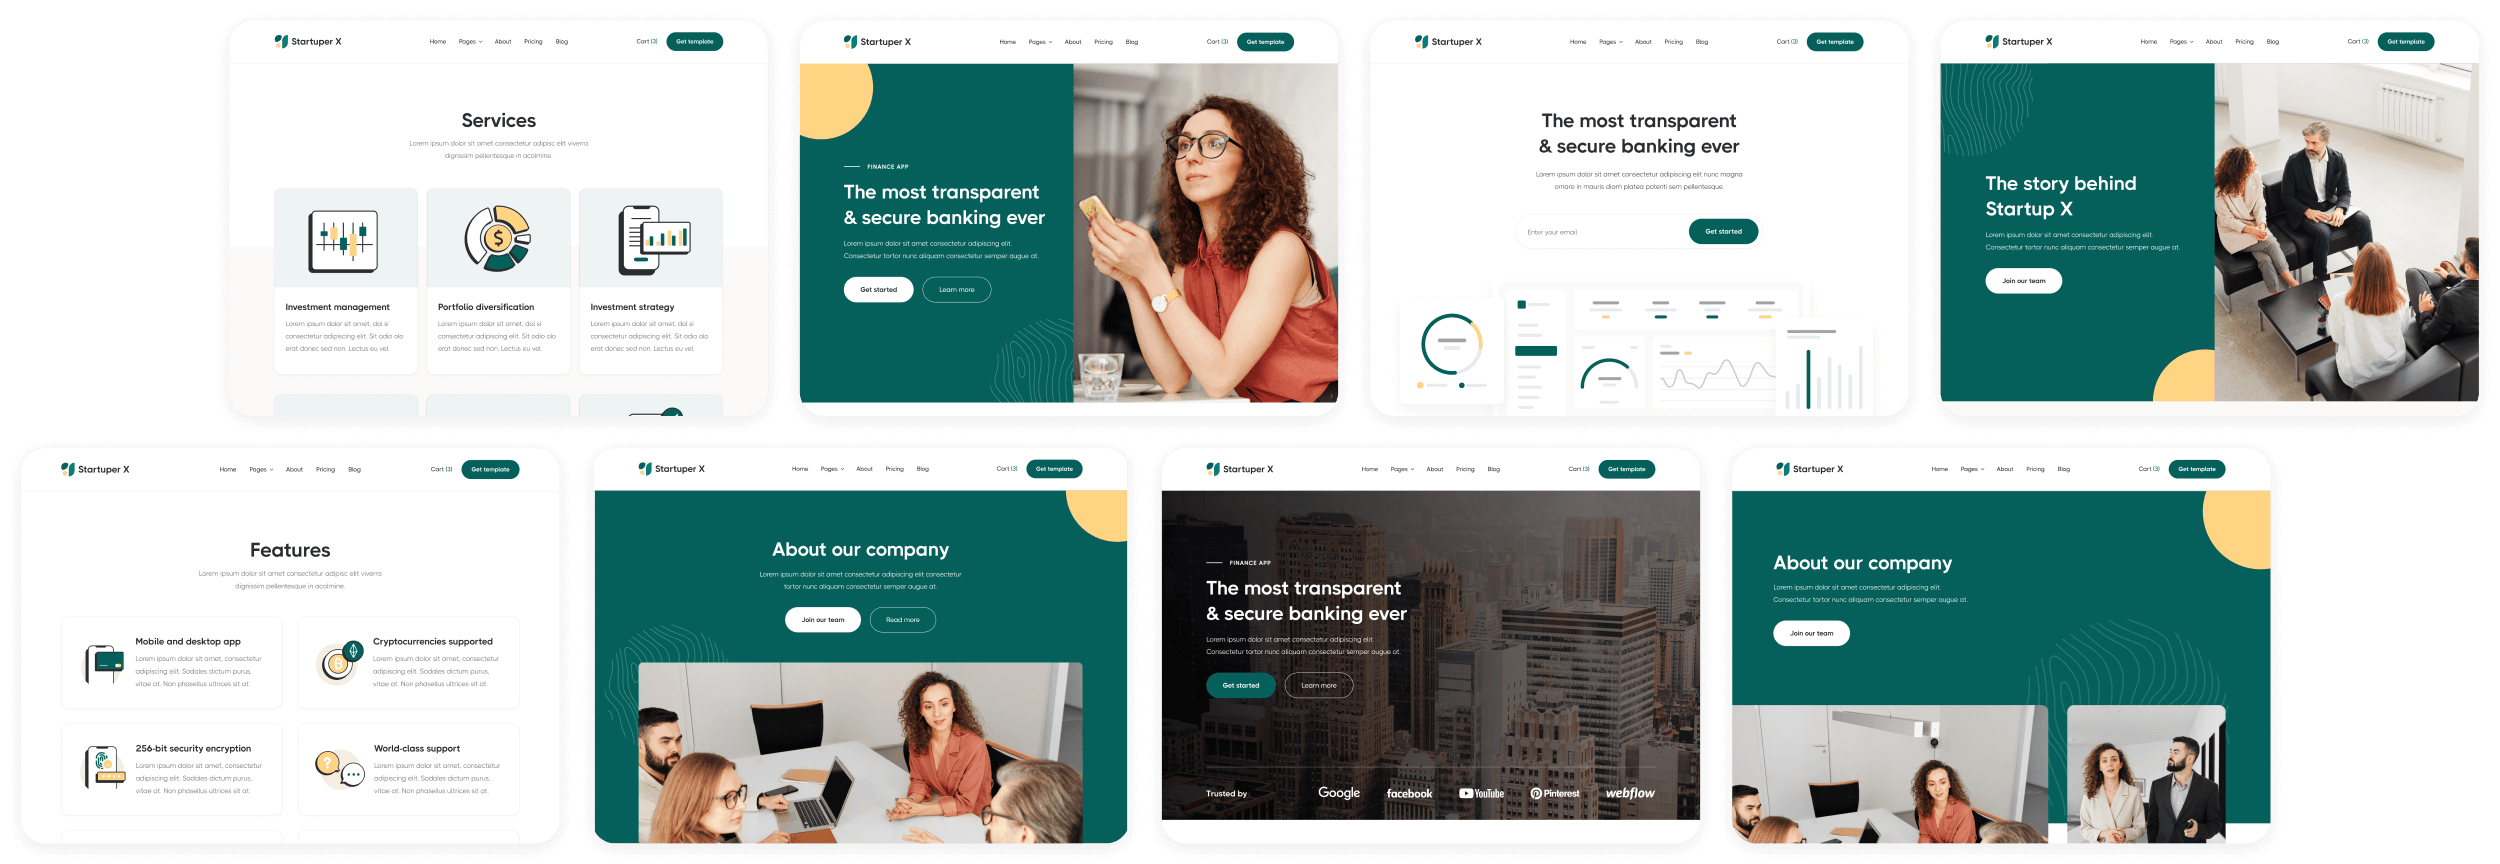 Startuper X
Home Pages About Pricing Blog
Cart (3) Get template
Services
Lorem ipsum dolor sit amet consectetur adipisc elit viverra
dignissim pellentesque in acolmine.
Investment management
Lorem ipsum dolor sit amet, dol si
consectetur adipiscing elit. Sit odio olo
erat donec sed non. Lectus eu vel.
$
Portfolio diversification
Lorem ipsum dolor sit amet, dol si
consectetur adipiscing elit. Sit odio olo
erat donec sed non. Lectus eu vel.
Investment strategy
Lorem ipsum dolor sit amet, dol si
consectetur adipiscing elit. Sit odio olo
erat donec sed non. Lectus eu vel.
Startuper X
Home Pages About Pricing Blog
Cart (3) Get template
FINANCE APP
The most transparent
& secure banking ever
Lorem ipsum dolor sit amet consectetur adipiscing elit.
Consectetur tortor nunc aliquam consectetur semper augue at.
Get started Learn more
Startuper X
Home Pages About Pricing Blog
Cart (3) Get template
The most transparent
& secure banking ever
Lorem ipsum dolor sit amet consectetur adipiscing elit nunc magna
ornare in mauris diam platea potenti sem pellentesque.
Enter your email Get started
Startuper X
Home Pages About Pricing Blog
Cart (3) Get template
The story behind
Startup X
Lorem ipsum dolor sit amet consectetur adipiscing elit.
Consectetur tortor nunc aliquam consectetur semper augue at.
Join our team
Startuper X
Home Pages About Pricing Blog
Cart (3) Get template
Features
Lorem ipsum dolor sit amet consectetur adipisc elit viverra
dignissim pellentesque in acolmine.
Mobile and desktop app
Lorem ipsum dolor sit amet, consectetur
adipiscing elit. Sodales dictum purus,
vitae at. Non phasellus ultrices sit at.
Cryptocurrencies supported
Lorem ipsum dolor sit amet, consectetur
adipiscing elit. Sodales dictum purus,
vitae at. Non phasellus ultrices sit at.
256-bit security encryption
Lorem ipsum dolor sit amet, consectetur
adipiscing elit. Sodales dictum purus,
vitae at. Non phasellus ultrices sit at.
?
World-class support
Lorem ipsum dolor sit amet, consectetur
adipiscing elit. Sodales dictum purus,
vitae at. Non phasellus ultrices sit at.
Startuper X
Home Pages About Pricing Blog
Cart (3) Get template
About our company
Lorem ipsum dolor sit amet consectetur adipiscing elit consectetur
tortor nunc aliquam consectetur semper augue at.
Join our team Read more
Startuper X
Home Pages About Pricing Blog
Cart (3) Get template
FINANCE APP
The most transparent
& secure banking ever
Lorem ipsum dolor sit amet consectetur adipiscing elit.
Consectetur tortor nunc aliquam consectetur semper augue at.
Get started Learn more
Trusted by Google facebook YouTube Pinterest webflow
Startuper X
Home Pages About Pricing Blog
Cart (3) Get template
About our company
Lorem ipsum dolor sit amet consectetur adipiscing elit.
Consectetur tortor nunc aliquam consectetur semper augue at.
Join our team